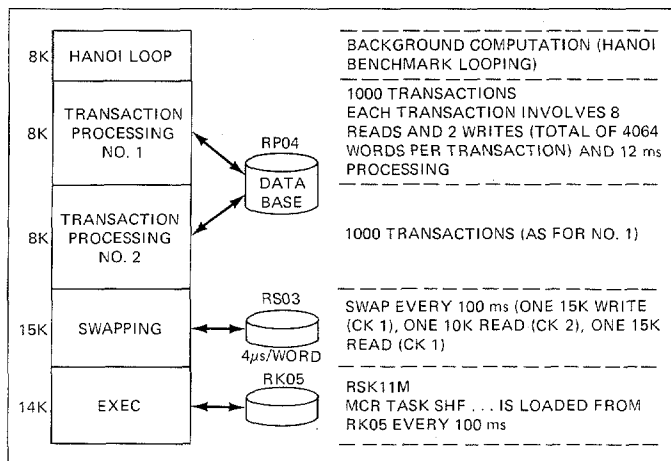 8K
HANOI LOOP
BACKGROUND COMPUTATION (HANOI
BENCHMARK LOOPING)
8K
TRANSACTION
PROCESSING
NO. 1
1000 TRANSACTIONS
EACH TRANSACTION INVOLVES 8
READS AND 2 WRITES (TOTAL OF 4064
WORDS PER TRANSACTION) AND 12 ms
PROCESSING
RP04
DATA
BASE
8K
TRANSACTION
PROCESSING
NO. 2
1000 TRANSACTIONS (AS FOR NO. 1)
15K
SWAPPING
RS03
4μs/WORD
SWAP EVERY 100 ms (ONE 15K WRITE
(CK 1), ONE 10K READ (CK 2), ONE 15K
READ (CK 1)
14K
EXEC
RK05
RSK11M
MCR TASK SHF ... IS LOADED FROM
RK05 EVERY 100 ms